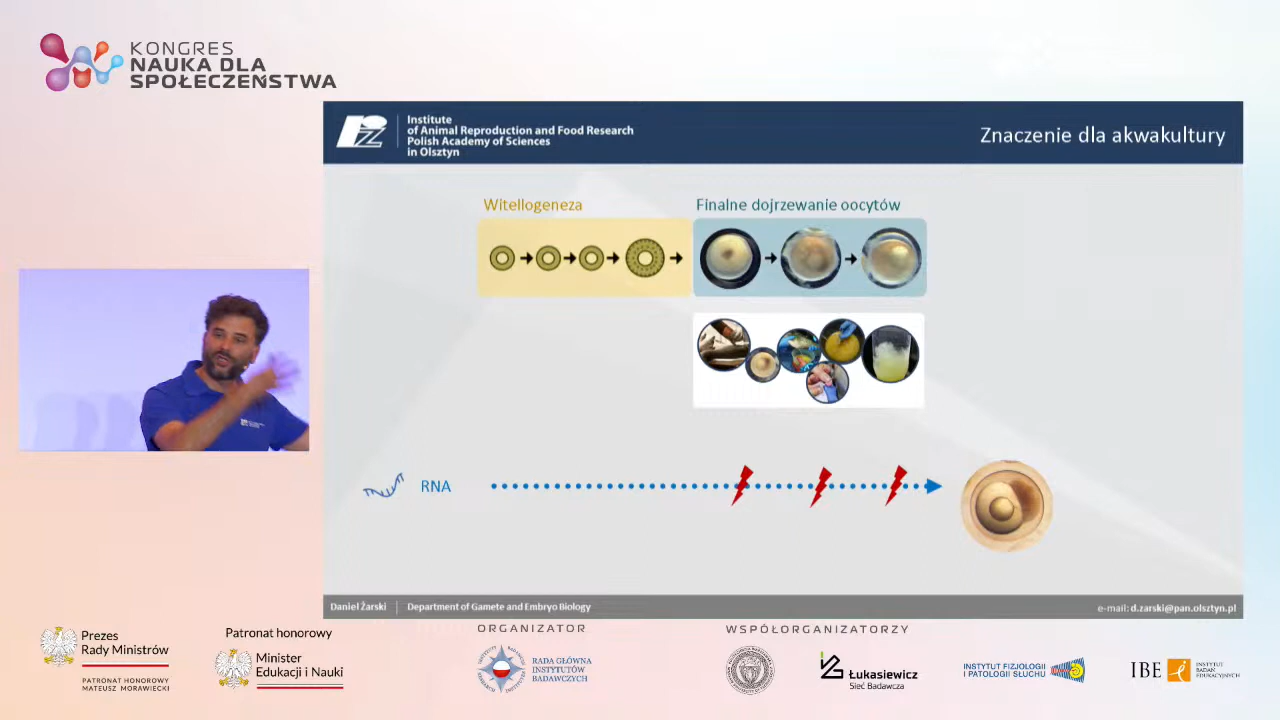 KONGRES
NAUKA DLA
SPOŁECZEŃSTWA
Institute
of Animal Reproduction and Food Research
Polish Academy of Sciences
in Olsztyn
Znaczenie dla akwakultury
Witellogeneza
Finalne dojrzewanie oocytów
RNA
Daniel Żarski
Department of Gamete and Embryo Biology
e-mail: d.zarski@pan.olsztyn.pl
Prezes
Rady Ministrów
PATRONAT HONOROWY
MATEUSZ MORAWIECKI
Patronat honorowy
Minister
Edukacji i Nauki
ORGANIZATOR
RADA GŁÓWNA
INSTYTUTÓW
BADAWCZYCH
WSPÓŁORGANIZATORZY
Łukasiewicz
Sieć Badawcza
INSTYTUT FIZJOLOGII
I PATOLOGII SŁUCHU
IBE
INSTYTUT
BADAŃ
EDUKACYJNYCH